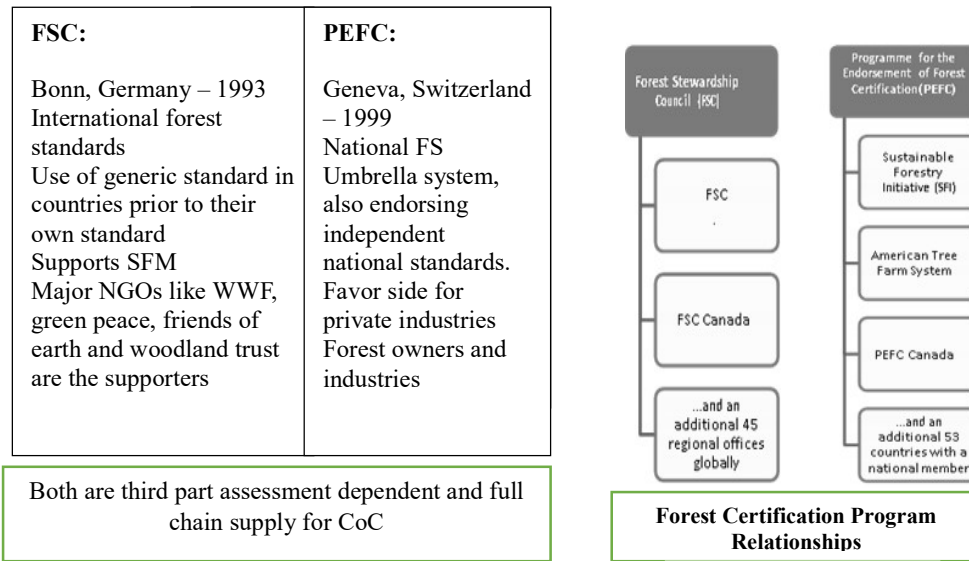 FSC:
Bonn, Germany – 1993
International forest
standards
Use of generic standard in
countries prior to their
own standard
Supports SFM
Major NGOs like WWF,
green peace, friends of
earth and woodland trust
are the supporters
PEFC:
Geneva, Switzerland
– 1999
National FS
Umbrella system,
also endorsing
independent
national standards.
Favor side for
private industries
Forest owners and
industries
Both are third part assessment dependent and full
chain supply for CoC
Forest Stewardship
Council (FSC)
FSC
.
FSC Canada
...and an
additional 45
regional offices
globally
Programme for the
Endorsement of Forest
Certification(PEFC)
Sustainable
Forestry
Initiative (SFI)
American Tree
Farm System
PEFC Canada
...and an
additional 53
countries with a
national member
Forest Certification Program
Relationships